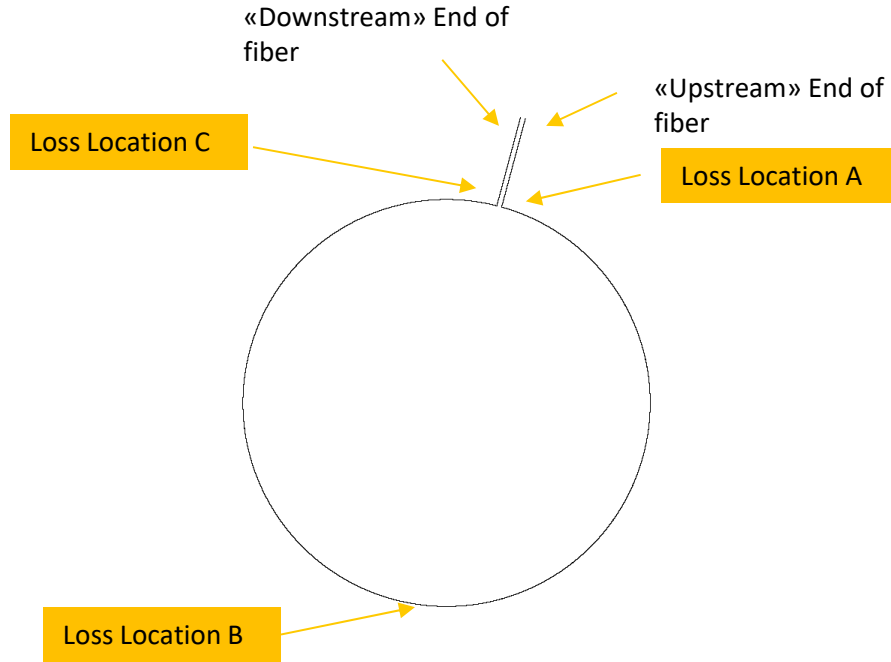 «Downstream» End of
fiber
«Upstream» End of
fiber
Loss Location C
Loss Location A
Loss Location B